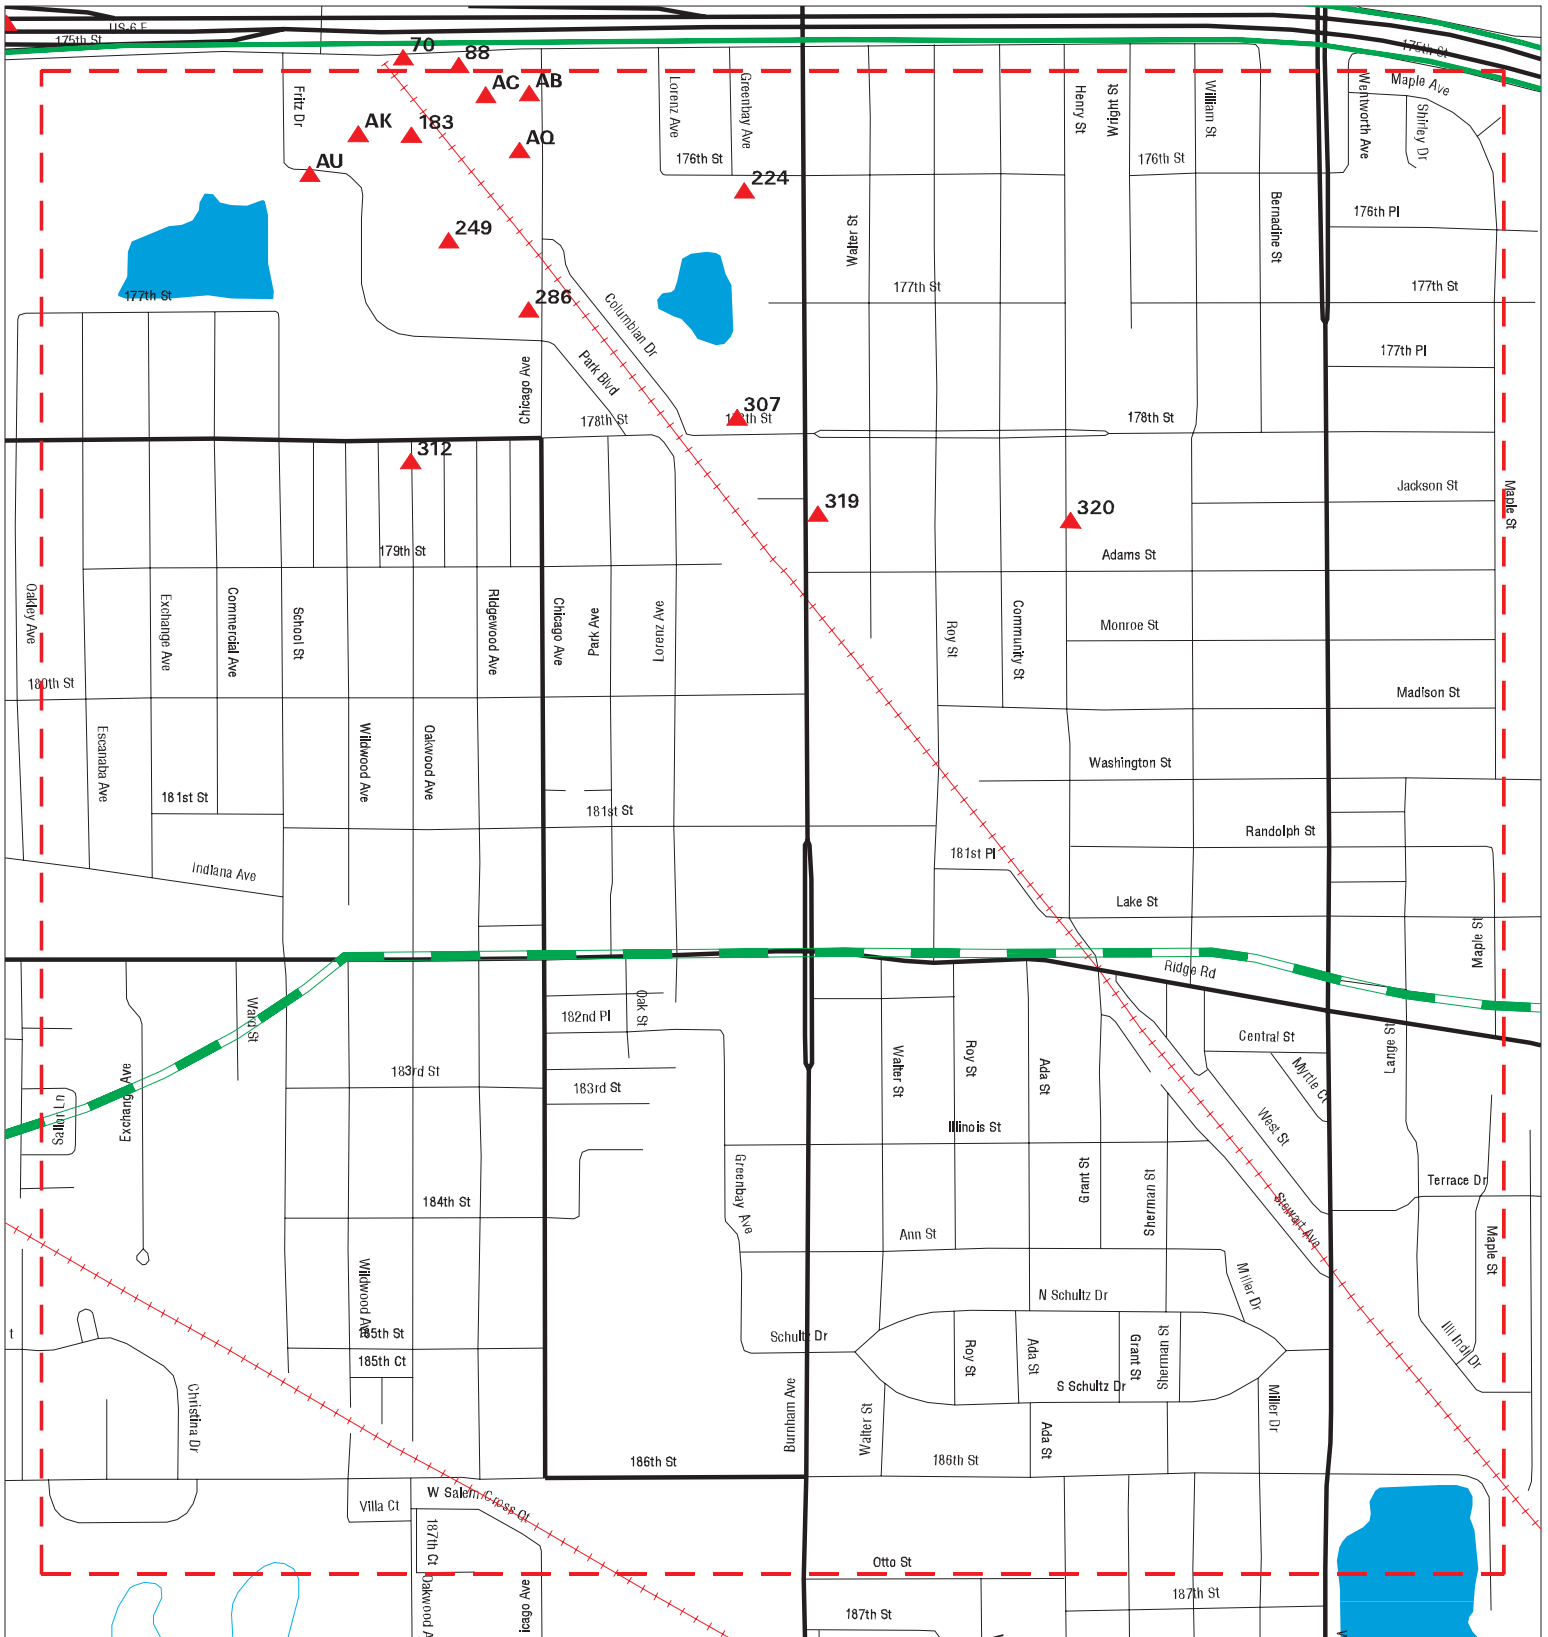 US-6 E
175th St
175th St
70
88
Maple Ave
AC
AB
Fritz Dr
Lorenz Ave
Greenbay Ave
Henry St
Wright St
William St
Wentworth Ave
Shirley Dr
AK
183
AQ
AU
176th St
176th St
224
176th Pl
Bernadine St
Walter St
249
177th St
177th St
177th St
286
Columbian Dr
177th Pl
Park Blvd
Chicago Ave
307
178th St
178th St
178th St
312
Jackson St
Maple St
319
320
179th St
Adams St
Oakley Ave
Exchange Ave
Commercial Ave
School St
Ridgewood Ave
Chicago Ave
Park Ave
Lorenz Ave
Roy St
Community St
Monroe St
180th St
Madison St
Escanaba Ave
Wildwood Ave
Oakwood Ave
Washington St
181st St
181st St
Randolph St
181st Pl
Indiana Ave
Lake St
Maple St
Ridge Rd
Ward St
Oak St
182nd Pl
Central St
Lange St
Walter St
Roy St
Ada St
183rd St
183rd St
Myrtle Ct
Exchange Ave
Sailor Ln
Illinois St
West St
Greenbay Ave
Grant St
Sherman St
Terrace Dr
184th St
Stewart Ave
Ann St
Maple St
Wildwood Ave
Miller Dr
N Schultz Dr
t
185th St
Schultz Dr
Illi Indi Dr
185th Ct
Roy St
Ada St
Grant St
Sherman St
S Schultz Dr
Christina Dr
Burnham Ave
Walter St
Ada St
Miller Dr
186th St
186th St
W Salem Cross Ct
Villa Ct
187th Ct
Otto St
Oakwood A
icago Ave
187th St
187th St